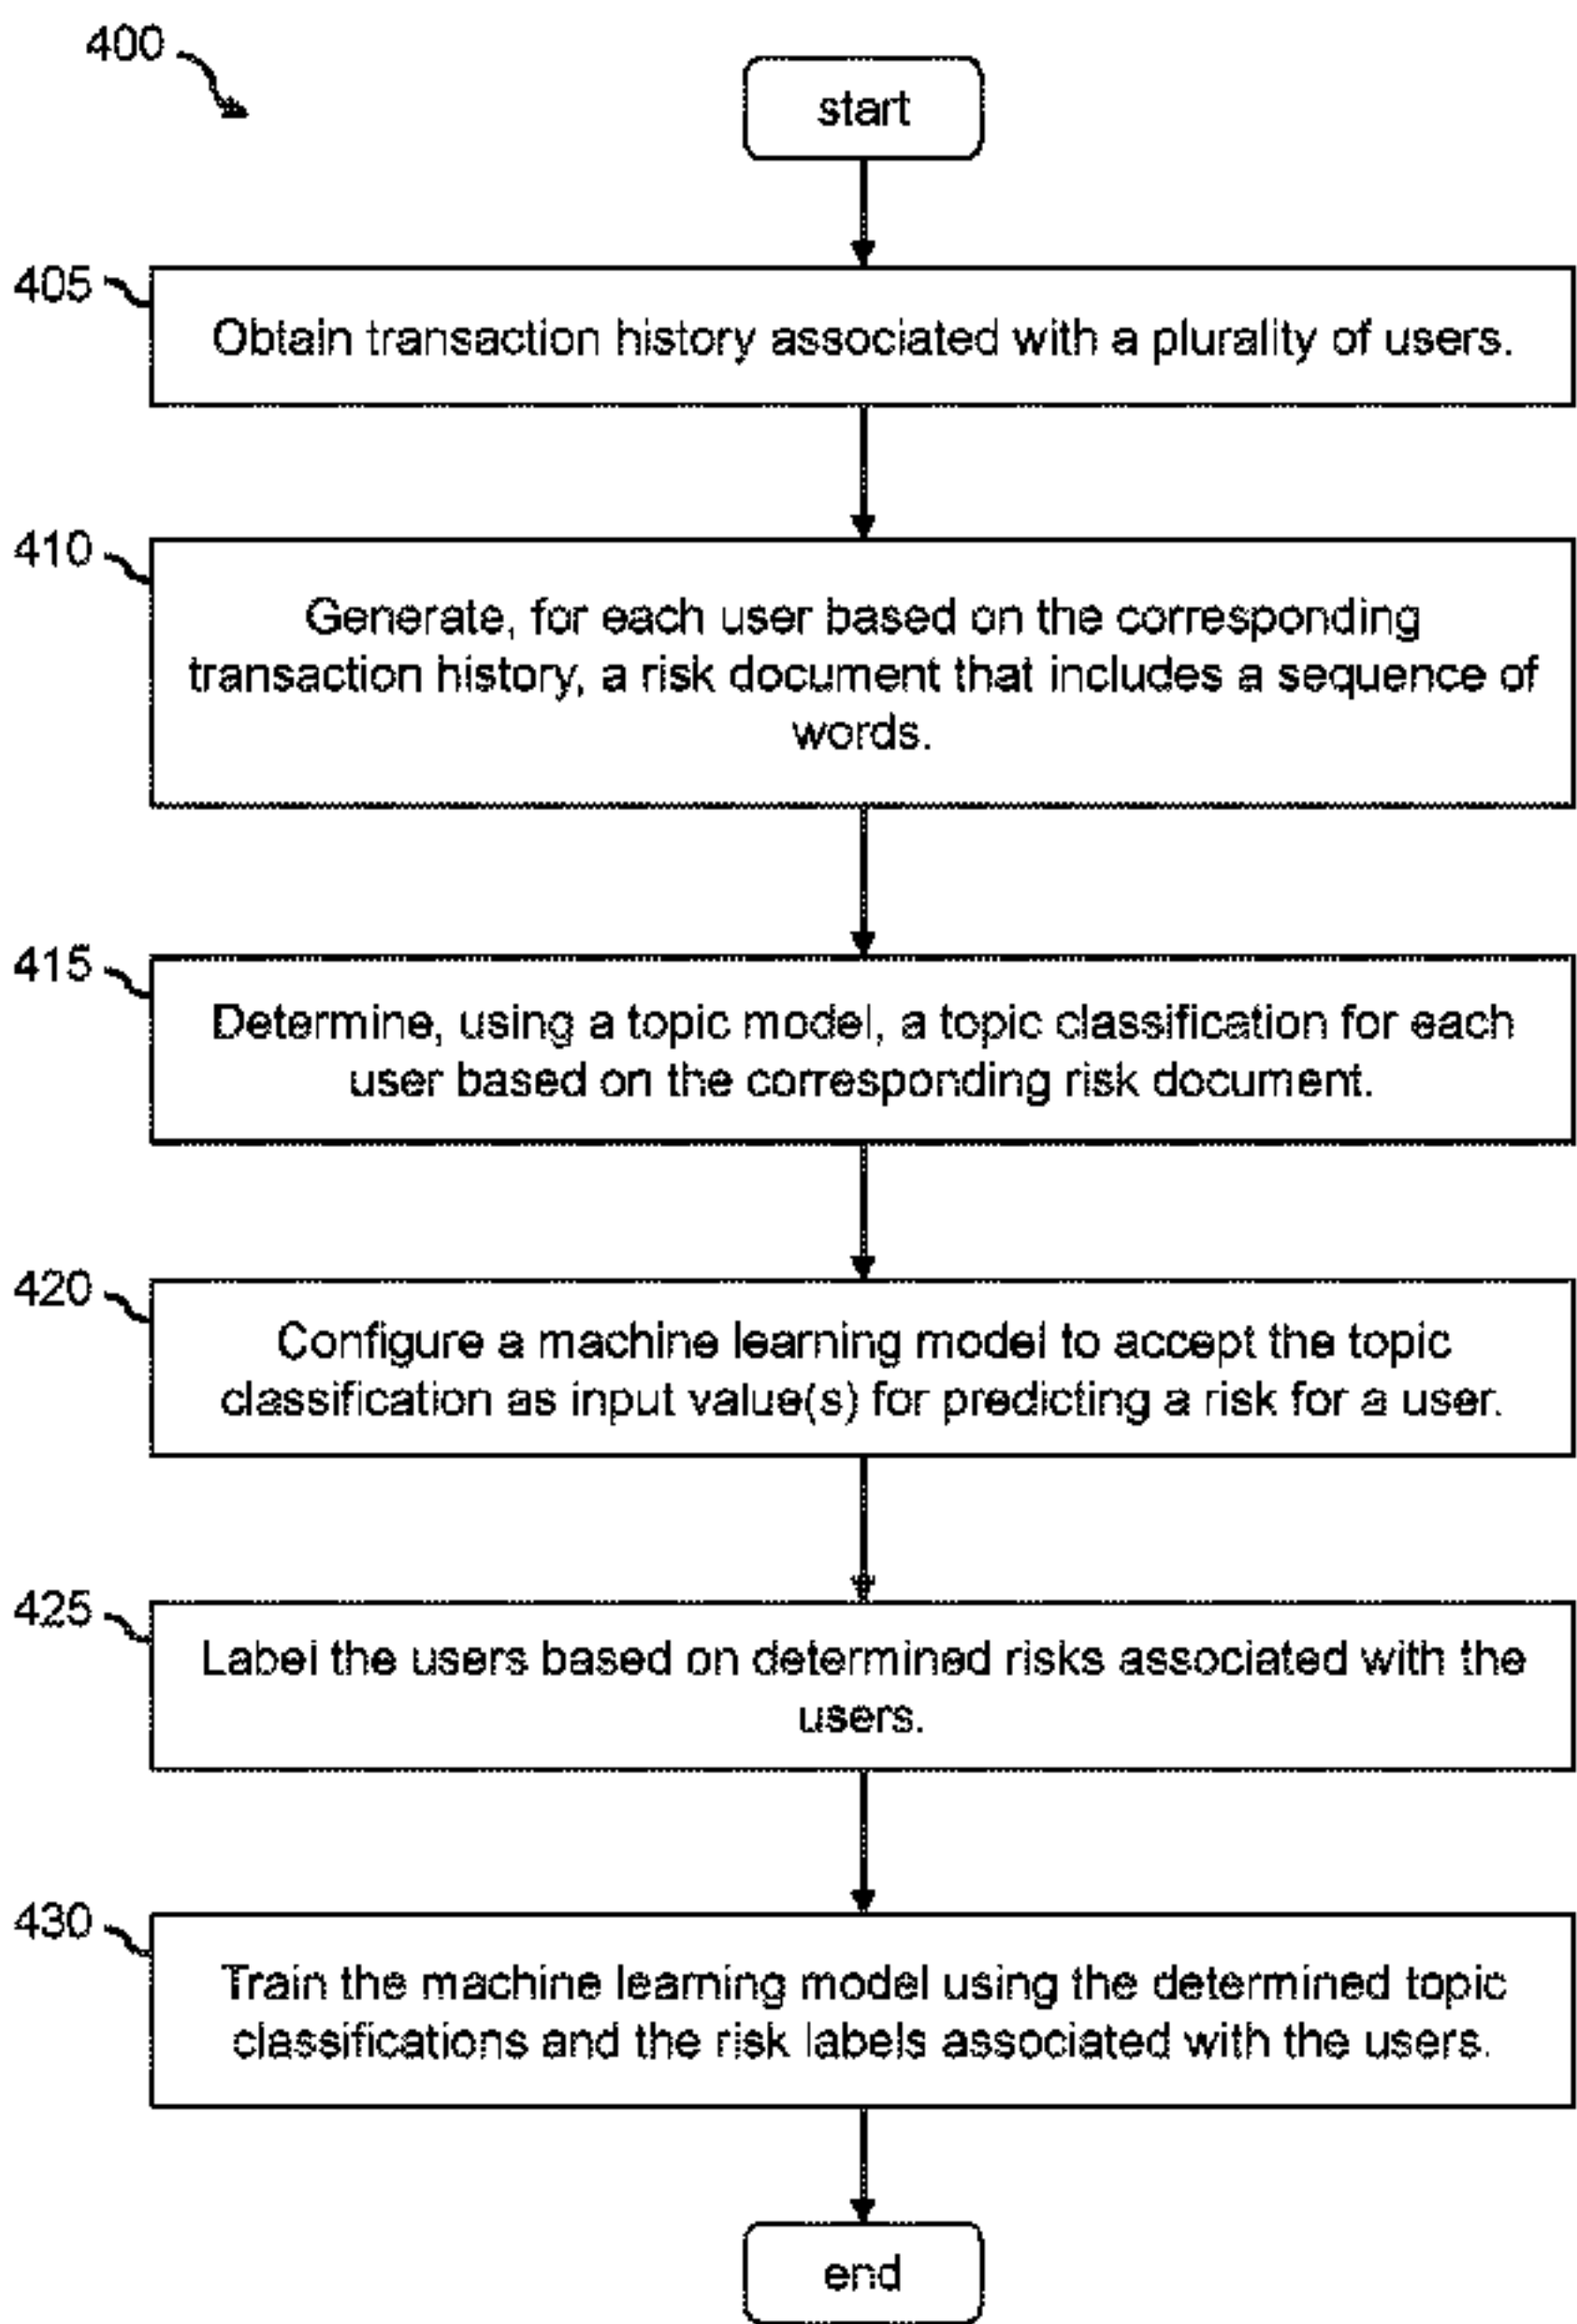 400
start
405
Obtain transaction history associated with a plurality of users.
410
Generate, for each user based on the corresponding
transaction history, a risk document that includes a sequence of
words.
415
Determine, using a topic model, a topic classification for each
user based on the corresponding risk document.
420
Configure a machine learning model to accept the topic
classification as input value(s) for predicting a risk for a user.
425
Label the users based on determined risks associated with the
users.
430
Train the machine learning model using the determined topic
classifications and the risk labels associated with the users.
end